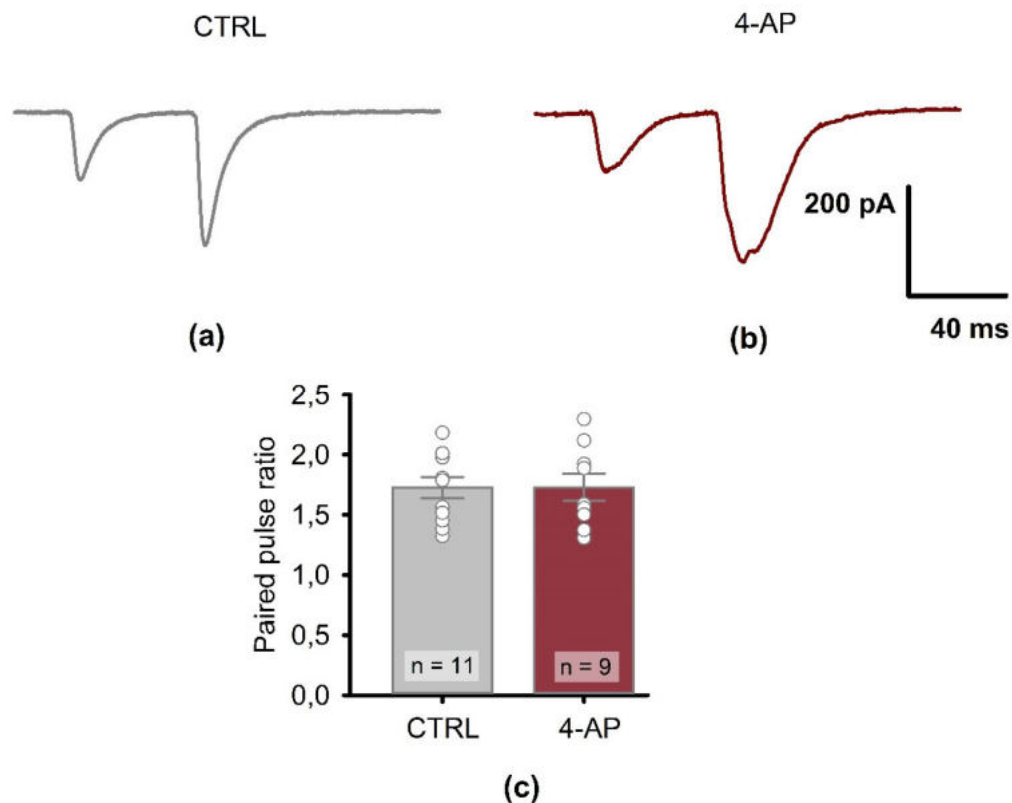 CTRL
4-AP
200 pA
40 ms
(a)
(b)
Paired pulse ratio
2,5
2,0
1,5
1,0
0,5
0,0
n = 11
n = 9
CTRL
4-AP
(c)